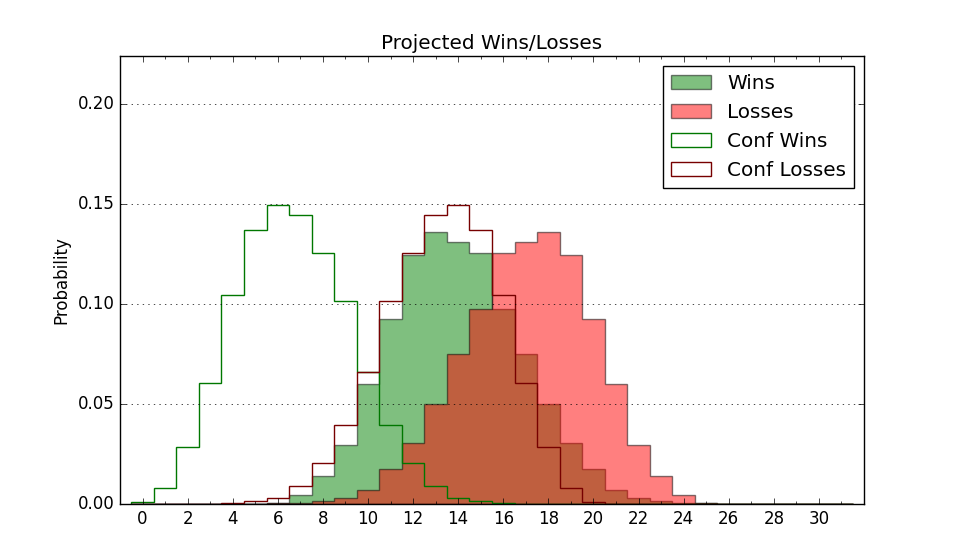 Projected Wins/Losses
Wins
Losses
Conf Wins
Conf Losses
Probability
0.20
0.15
0.10
0.05
0.00
0 2 4 6 8 10 12 14 16 18 20 22 24 26 28 30